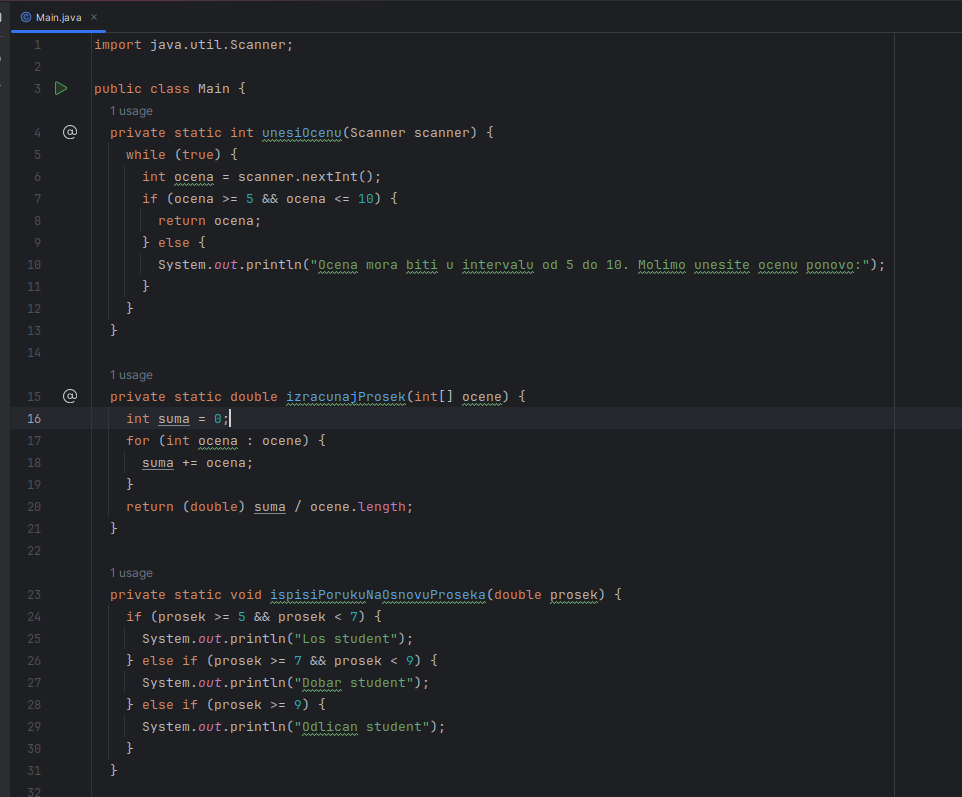 Main.java ×
1 import java.util.Scanner;
2
3 public class Main {
1 usage
4 @ private static int unesiOcenu(Scanner scanner) {
5 while (true) {
6 int ocena = scanner.nextInt();
7 if (ocena >= 5 && ocena <= 10) {
8 return ocena;
9 } else {
10 System.out.println("Ocena mora biti u intervalu od 5 do 10. Molimo unesite ocenu ponovo:");
11 }
12 }
13 }
14
1 usage
15 @ private static double izracunajProsek(int[] ocene) {
16 int suma = 0;
17 for (int ocena : ocene) {
18 suma += ocena;
19 }
20 return (double) suma / ocene.length;
21 }
22
1 usage
23 private static void ispisiPorukuNaOsnovuProseka(double prosek) {
24 if (prosek >= 5 && prosek < 7) {
25 System.out.println("Los student");
26 } else if (prosek >= 7 && prosek < 9) {
27 System.out.println("Dobar student");
28 } else if (prosek >= 9) {
29 System.out.println("Odlican student");
30 }
31 }
32